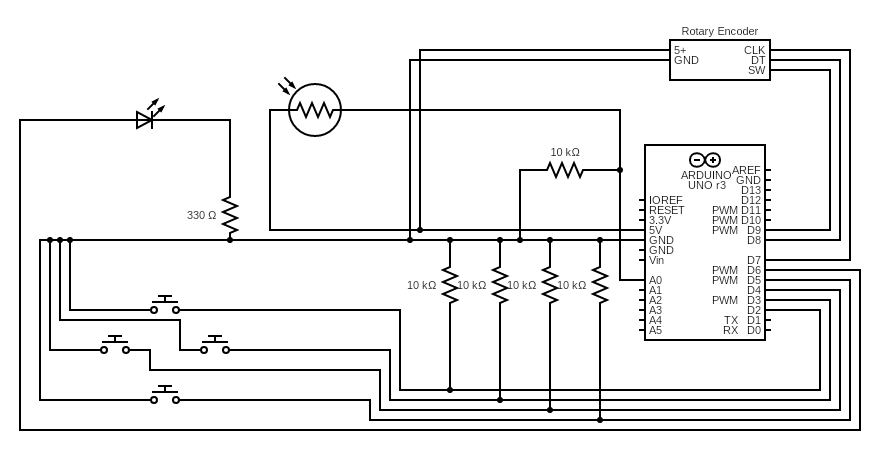 Rotary Encoder
5+ CLK
GND DT
SW
10 kΩ
330 Ω
ARDUINO
UNO r3
AREF
GND
D13
IOREF D12
RESET PWM D11
3.3V PWM D10
5V PWM D9
GND D8
GND
Vin D7
PWM D6
A0 PWM D5
A1 D4
A2 PWM D3
A3 D2
A4 TX D1
A5 RX D0
10 kΩ 10 kΩ 10 kΩ 10 kΩ